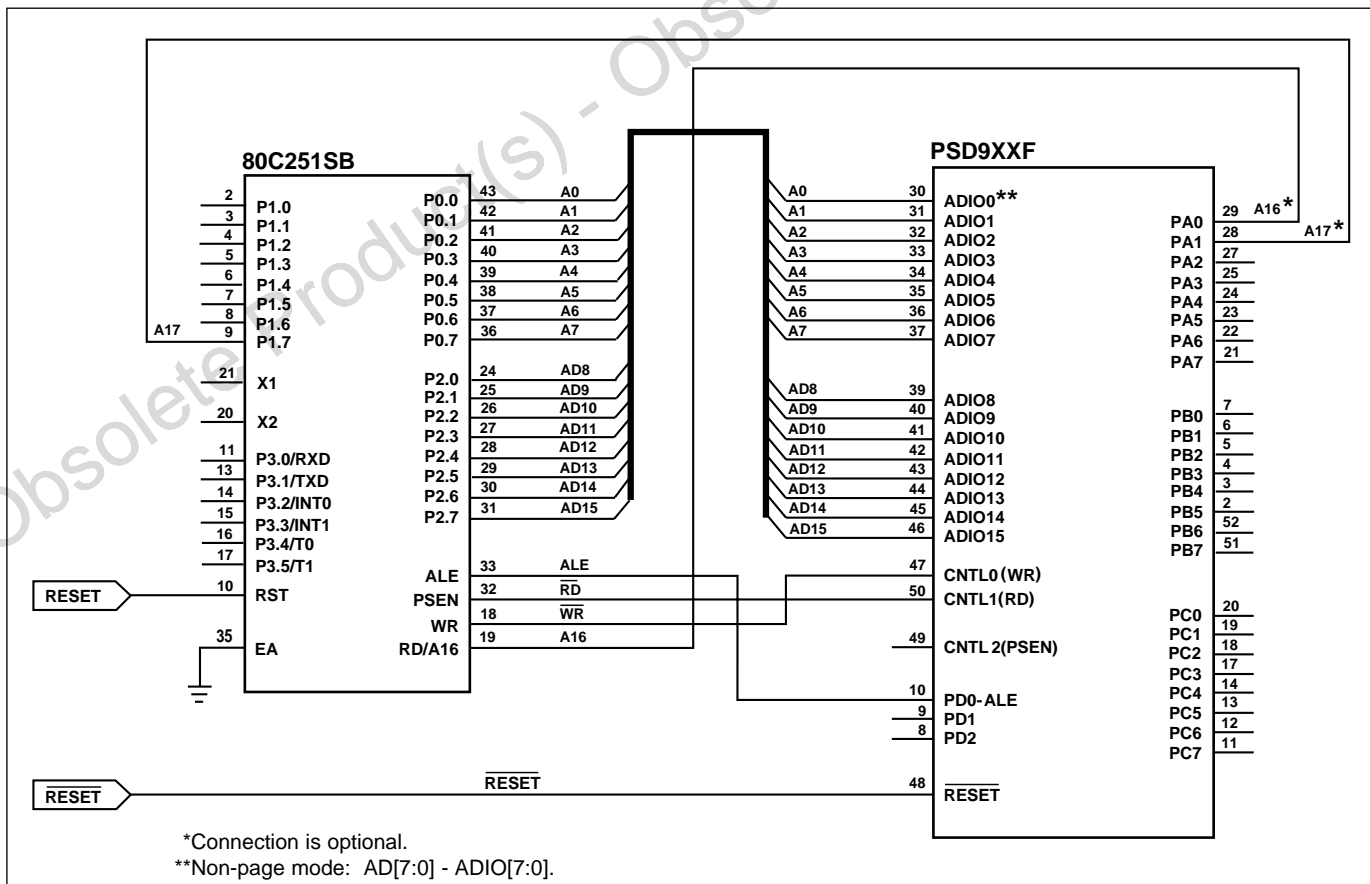 Obsolete Product(s) - Obso
80C251SB
2 P1.0
3 P1.1
4 P1.2
5 P1.3
6 P1.4
7 P1.5
8 P1.6
A17 9 P1.7
21 X1
20 X2
11 P3.0/RXD
13 P3.1/TXD
14 P3.2/INT0
15 P3.3/INT1
16 P3.4/T0
17 P3.5/T1
RESET 10 RST
35 EA
P0.0 43 A0
P0.1 42 A1
P0.2 41 A2
P0.3 40 A3
P0.4 39 A4
P0.5 38 A5
P0.6 37 A6
P0.7 36 A7
P2.0 24 AD8
P2.1 25 AD9
P2.2 26 AD10
P2.3 27 AD11
P2.4 28 AD12
P2.5 29 AD13
P2.6 30 AD14
P2.7 31 AD15
ALE 33 ALE
PSEN 32 RD
WR 18 WR
RD/A16 19 A16
PSD9XXF
A0 30 ADIO0**
A1 31 ADIO1
A2 32 ADIO2
A3 33 ADIO3
A4 34 ADIO4
A5 35 ADIO5
A6 36 ADIO6
A7 37 ADIO7
AD8 39 ADIO8
AD9 40 ADIO9
AD10 41 ADIO10
AD11 42 ADIO11
AD12 43 ADIO12
AD13 44 ADIO13
AD14 45 ADIO14
AD15 46 ADIO15
47 CNTL0(WR)
50 CNTL1(RD)
49 CNTL 2(PSEN)
10 PD0-ALE
9 PD1
8 PD2
RESET RESET 48 RESET
PA0 29 A16*
PA1 28 A17*
PA2 27
PA3 25
PA4 24
PA5 23
PA6 22
PA7 21
PB0 7
PB1 6
PB2 5
PB3 4
PB4 3
PB5 2
PB6 52
PB7 51
PC0 20
PC1 19
PC2 18
PC3 17
PC4 14
PC5 13
PC6 12
PC7 11
*Connection is optional.
**Non-page mode: AD[7:0] - ADIO[7:0].